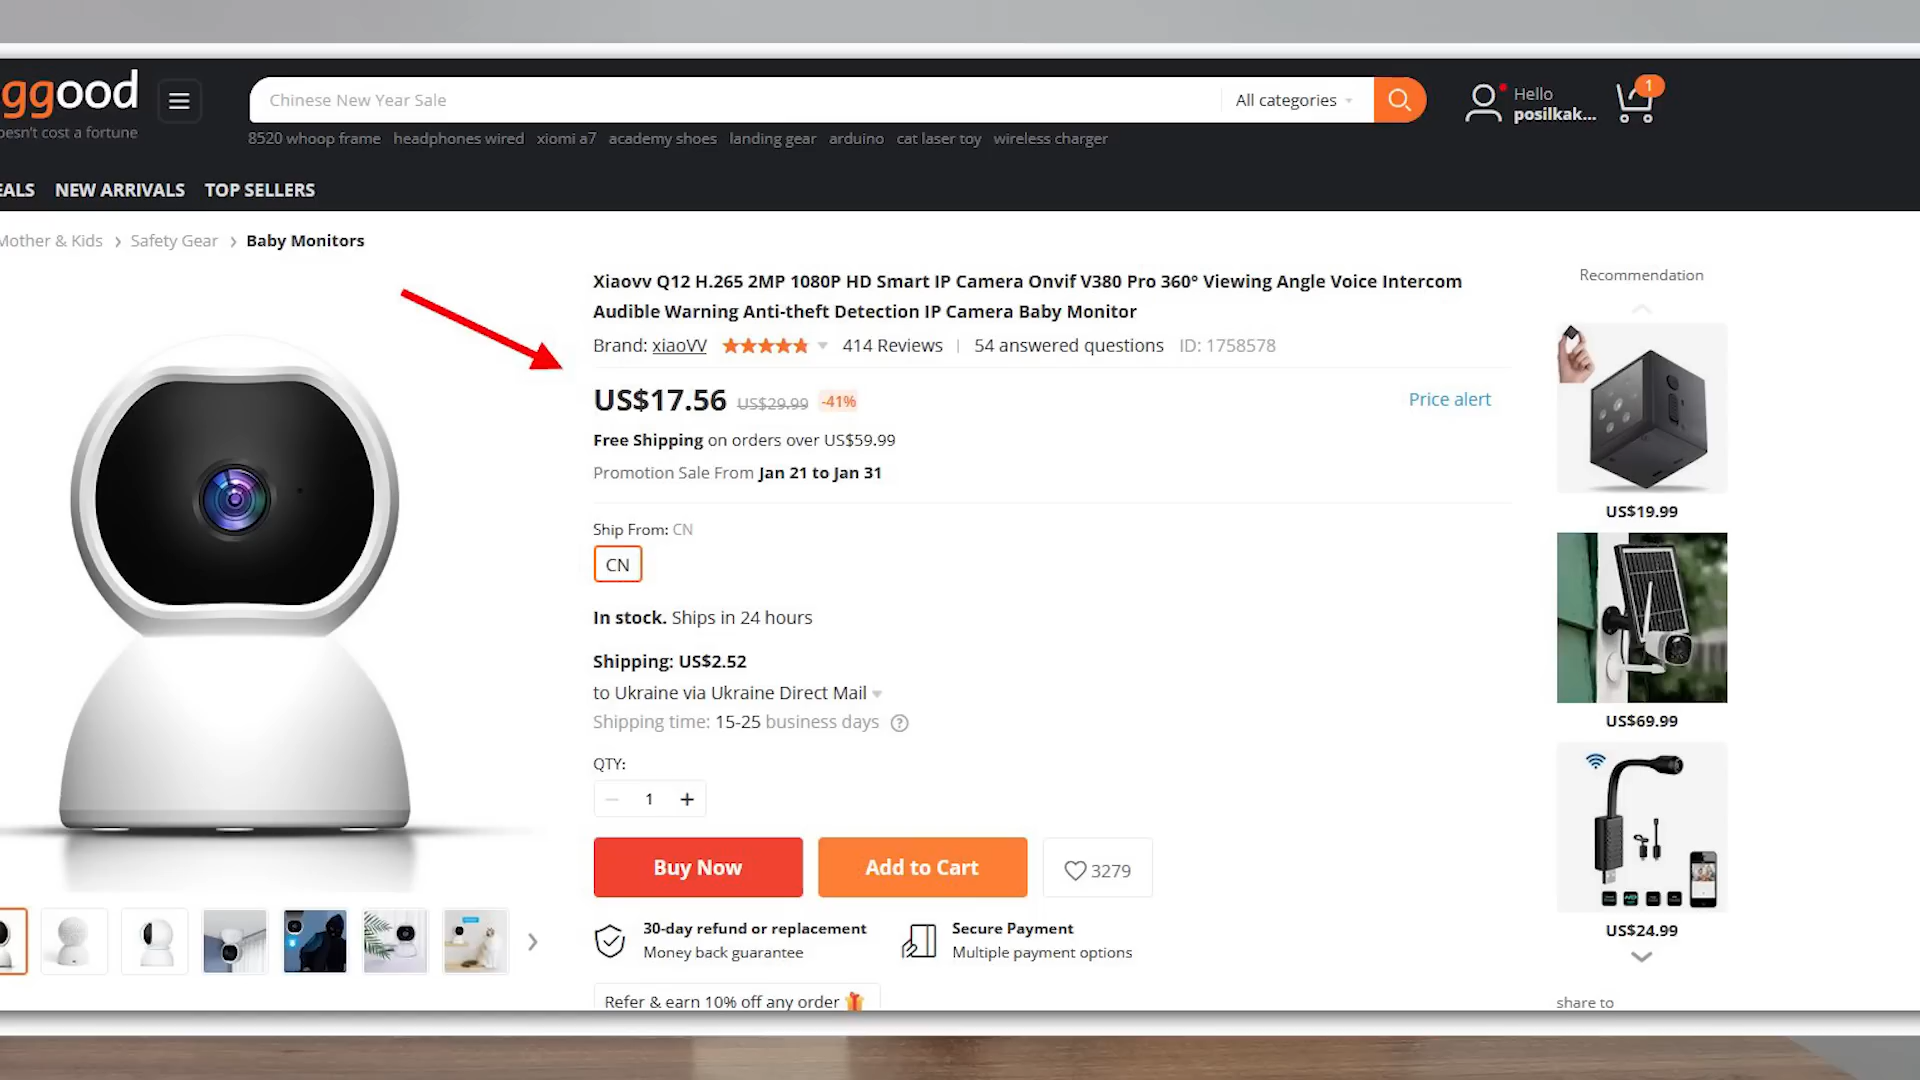 ggood
1
Chinese New Year Sale
All categories
Hello
posilkak...
oesn't cost a fortune
8520 whoop frame headphones wired xiomi a7 academy shoes landing gear arduino cat laser toy wireless charger
EALS NEW ARRIVALS TOP SELLERS
Mother & Kids › Safety Gear › Baby Monitors
Xiaovv Q12 H.265 2MP 1080P HD Smart IP Camera Onvif V380 Pro 360° Viewing Angle Voice Intercom
Audible Warning Anti-theft Detection IP Camera Baby Monitor
Brand: xiaoVV 414 Reviews | 54 answered questions ID: 1758578
US$17.56 US$29.99 -41%
Price alert
Free Shipping on orders over US$59.99
Promotion Sale From Jan 21 to Jan 31
Ship From: CN
CN
In stock. Ships in 24 hours
Shipping: US$2.52
to Ukraine via Ukraine Direct Mail
Shipping time: 15-25 business days ?
QTY:
− 1 +
Buy Now
Add to Cart
3279
30-day refund or replacement
Money back guarantee
Secure Payment
Multiple payment options
Refer & earn 10% off any order
Recommendation
US$19.99
US$69.99
US$24.99
share to